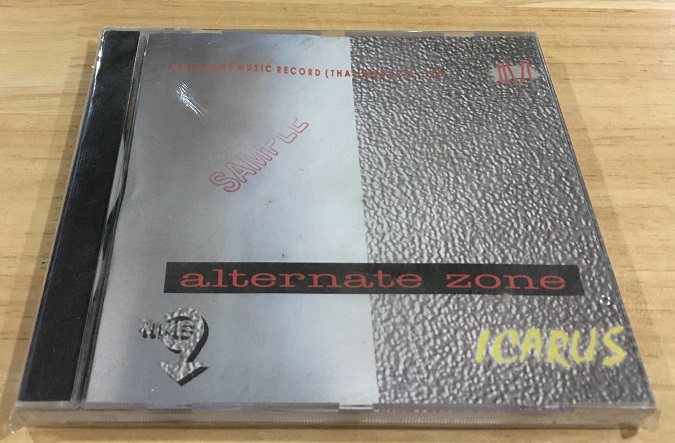 MUSIC RECORD (THAILAND)
SAMPLE
alternate zone
ICARUS